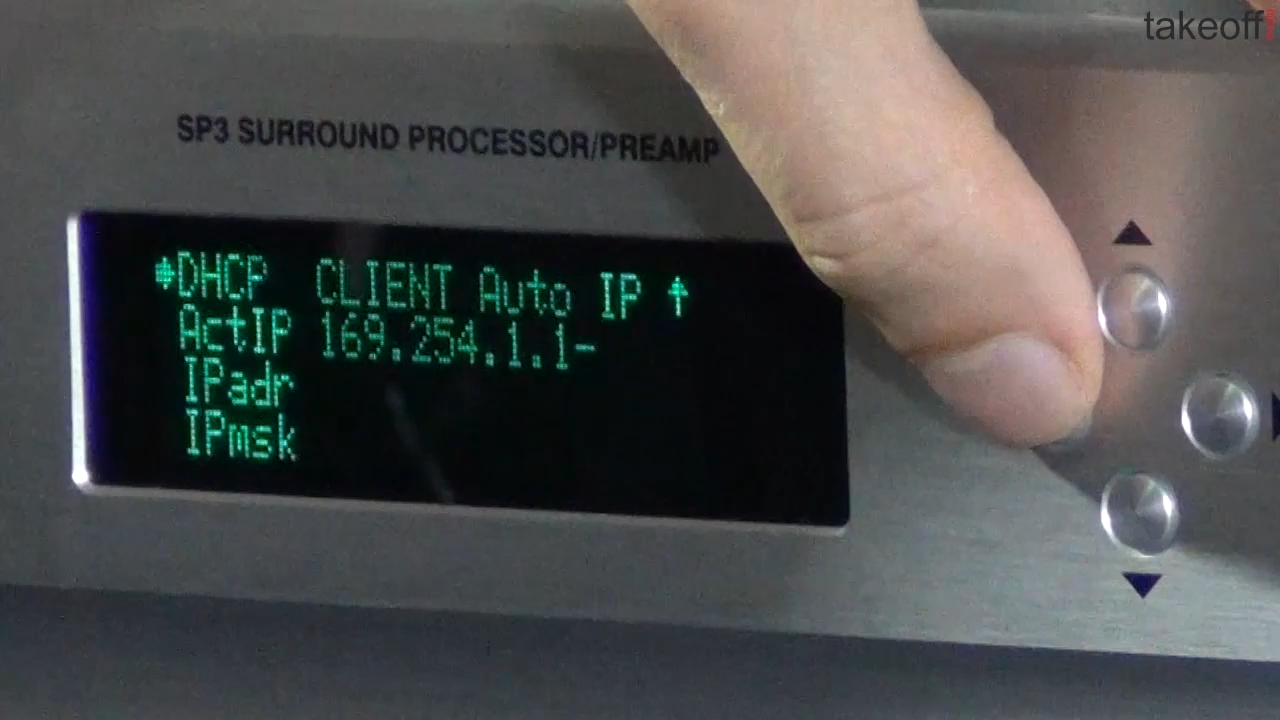 takeoff!
SP3 SURROUND PROCESSOR/PREAMP
DHCP CLIENT Auto IP ↑
ActIP 169.254.1.1-
IPadr
IPmsk